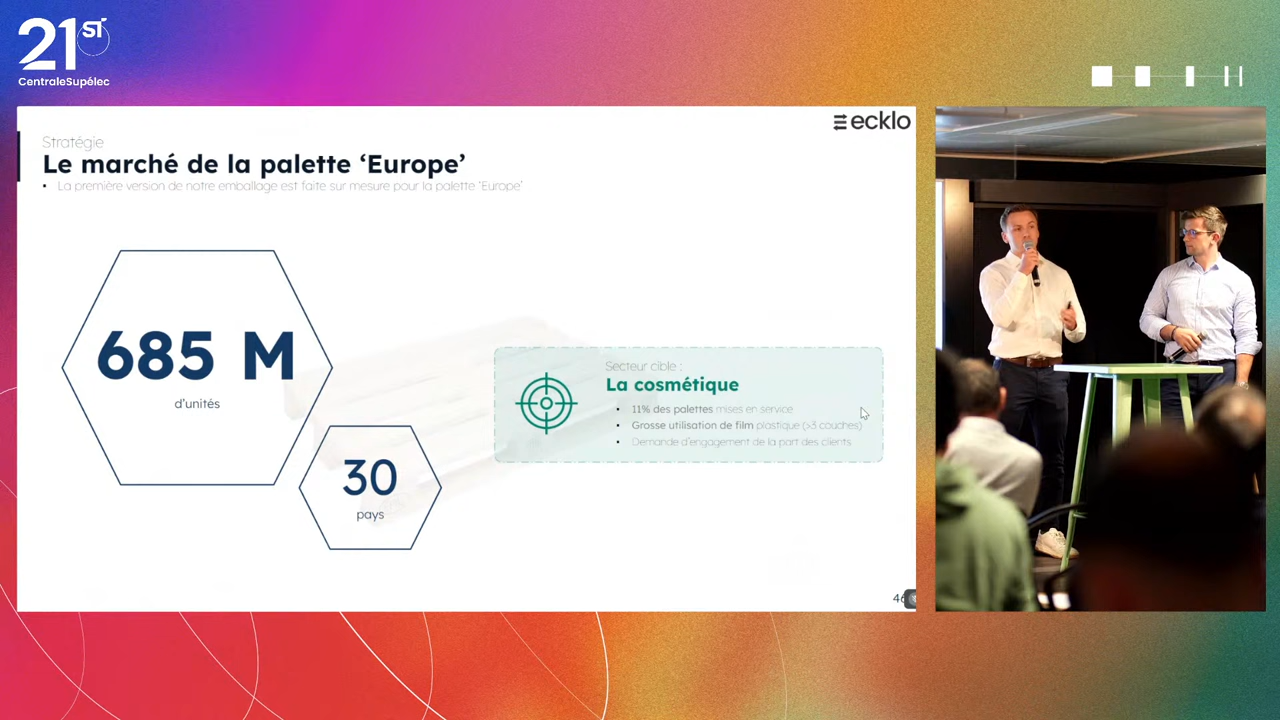 21
ST
CentraleSupélec
ecklo
Stratégie
Le marché de la palette ‘Europe’
• La première version de notre emballage est faite sur mesure pour la palette ‘Europe’
685 M
d’unités
30
pays
Secteur cible :
La cosmétique
• 11% des palettes mises en service
• Grosse utilisation de film plastique (>3 couches)
• Demande d’engagement de la part des clients